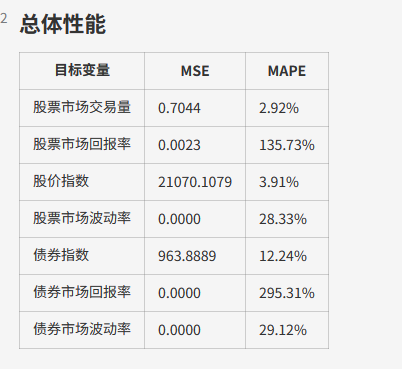 2
总体性能
目标变量 MSE MAPE
股票市场交易量 0.7044 2.92%
股票市场回报率 0.0023 135.73%
股价指数 21070.1079 3.91%
股票市场波动率 0.0000 28.33%
债券指数 963.8889 12.24%
债券市场回报率 0.0000 295.31%
债券市场波动率 0.0000 29.12%